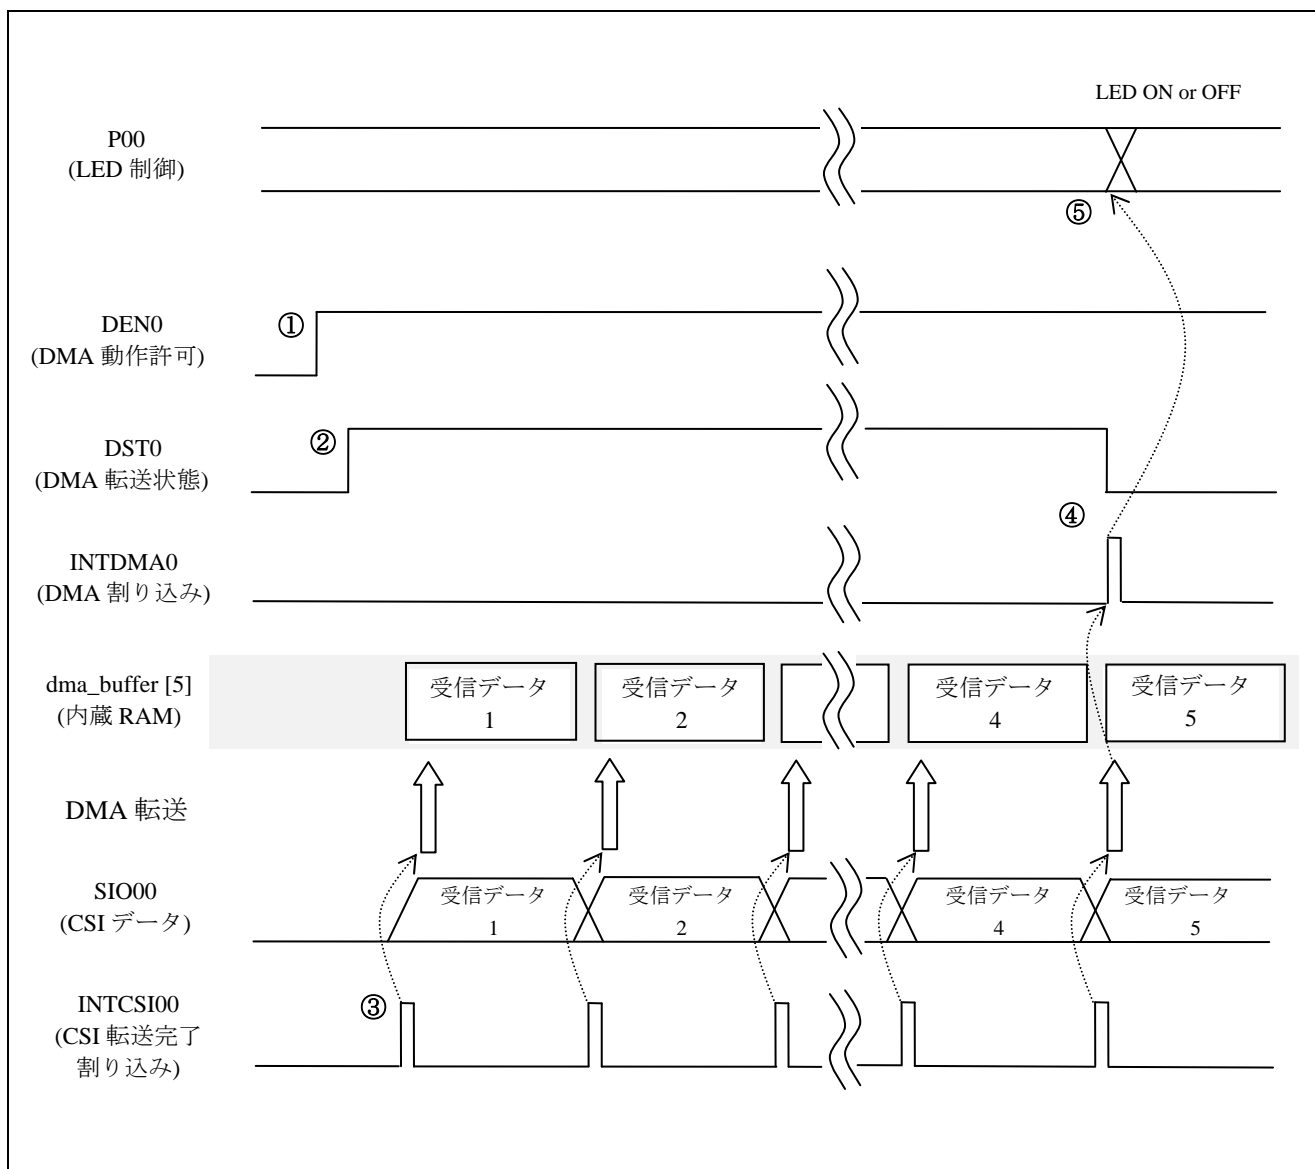 LED ON or OFF
P00
(LED 制御)
⑤
DEN0
(DMA 動作許可)
①
DST0
(DMA 転送状態)
②
④
INTDMA0
(DMA 割り込み)
dma_buffer [5]
(内蔵 RAM)
受信データ
1
受信データ
2
受信データ
4
受信データ
5
DMA 転送
SIO00
(CSI データ)
受信データ
1
受信データ
2
受信データ
4
受信データ
5
INTCSI00
(CSI 転送完了
割り込み)
③